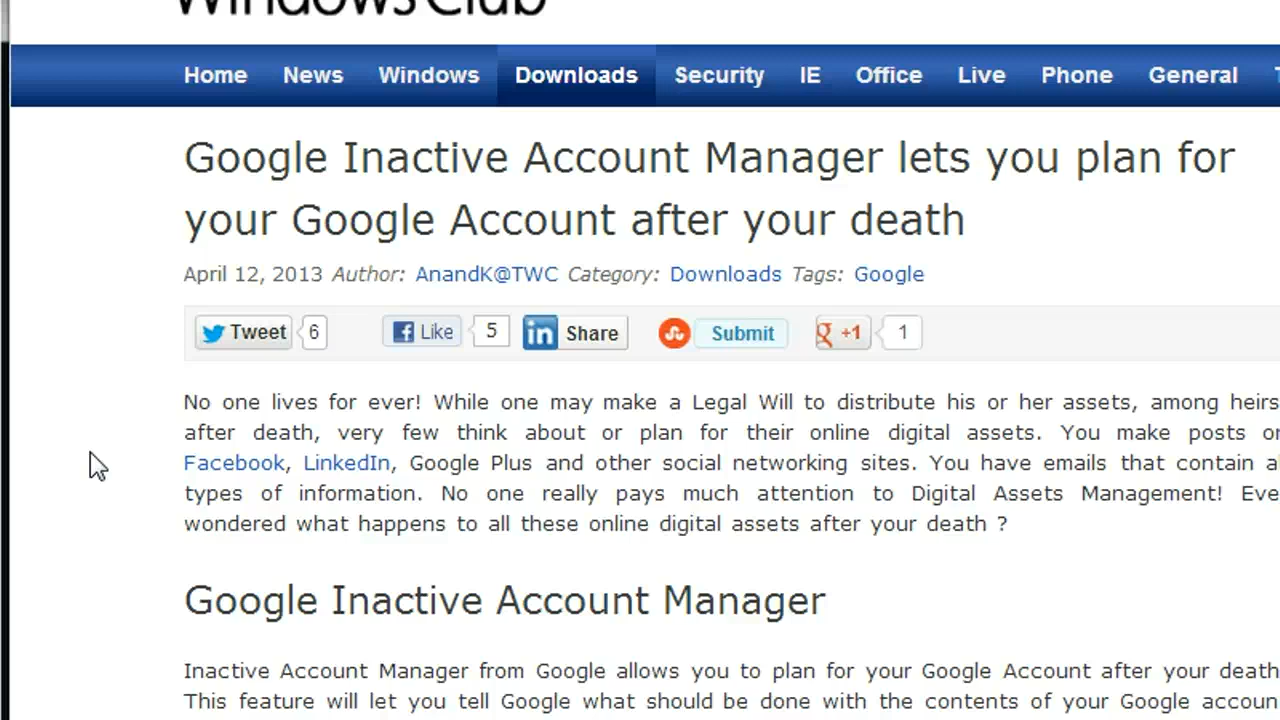 Windows Club
Home News Windows Downloads Security IE Office Live Phone General
Google Inactive Account Manager lets you plan for
your Google Account after your death
April 12, 2013 Author: AnandK@TWC Category: Downloads Tags: Google
Tweet 6 Like 5 in Share Submit +1 1
No one lives for ever! While one may make a Legal Will to distribute his or her assets, among heirs
after death, very few think about or plan for their online digital assets. You make posts
Facebook, LinkedIn, Google Plus and other social networking sites. You have emails that contain
types of information. No one really pays much attention to Digital Assets Management!
wondered what happens to all these online digital assets after your death ?
Google Inactive Account Manager
Inactive Account Manager from Google allows you to plan for your Google Account after your death
This feature will let you tell Google what should be done with the contents of your Google